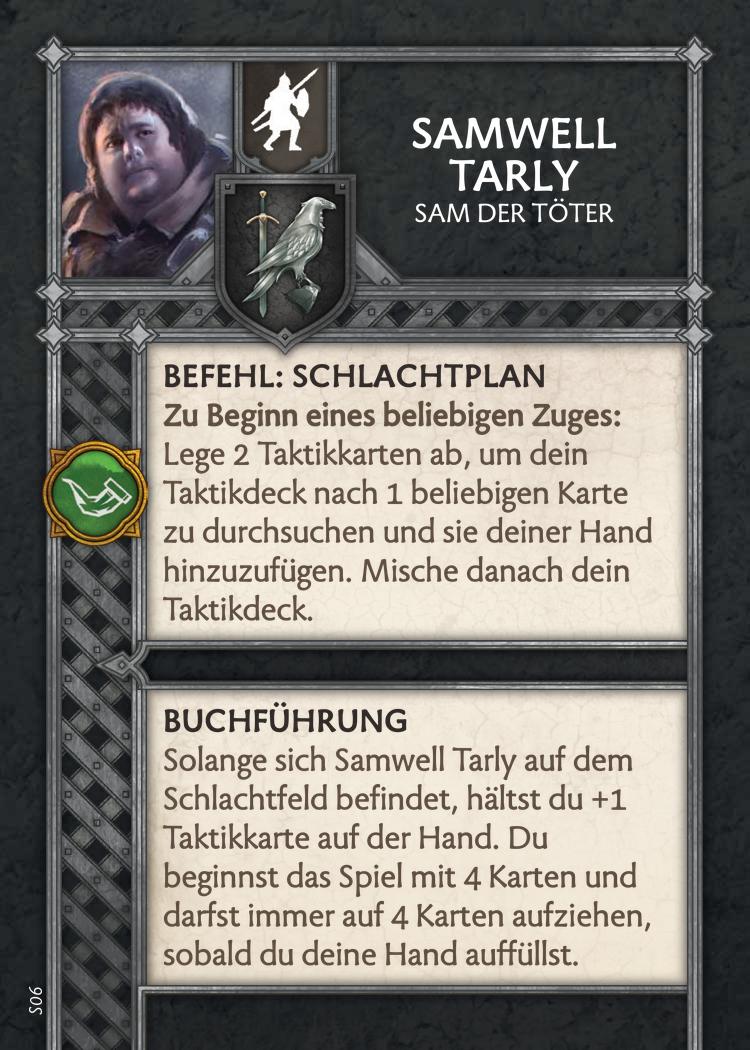 SAMWELL
TARLY
SAM DER TÖTER
BEFEHL: SCHLACHTPLAN
Zu Beginn eines beliebigen Zuges:
Lege 2 Taktikkarten ab, um dein
Taktikdeck nach 1 beliebigen Karte
zu durchsuchen und sie deiner Hand
hinzuzufügen. Mische danach dein
Taktikdeck.
BUCHFÜHRUNG
Solange sich Samwell Tarly auf dem
Schlachtfeld befindet, hältst du +1
Taktikkarte auf der Hand. Du
beginnst das Spiel mit 4 Karten und
darfst immer auf 4 Karten aufziehen,
sobald du deine Hand auffüllst.
S06